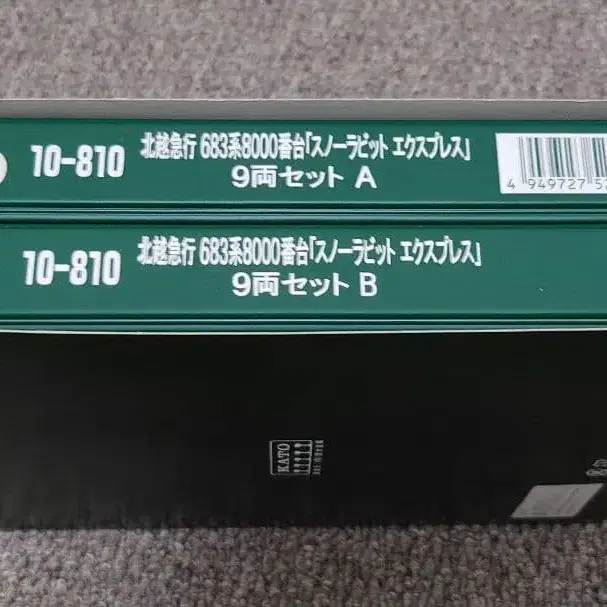 10-810 北越急行 683系8000番台「スノーラビット エクスプレス」
9両セット A
4 949727 52
10-810 北越急行 683系8000番台「スノーラビット エクスプレス」
9両セット B
KATO